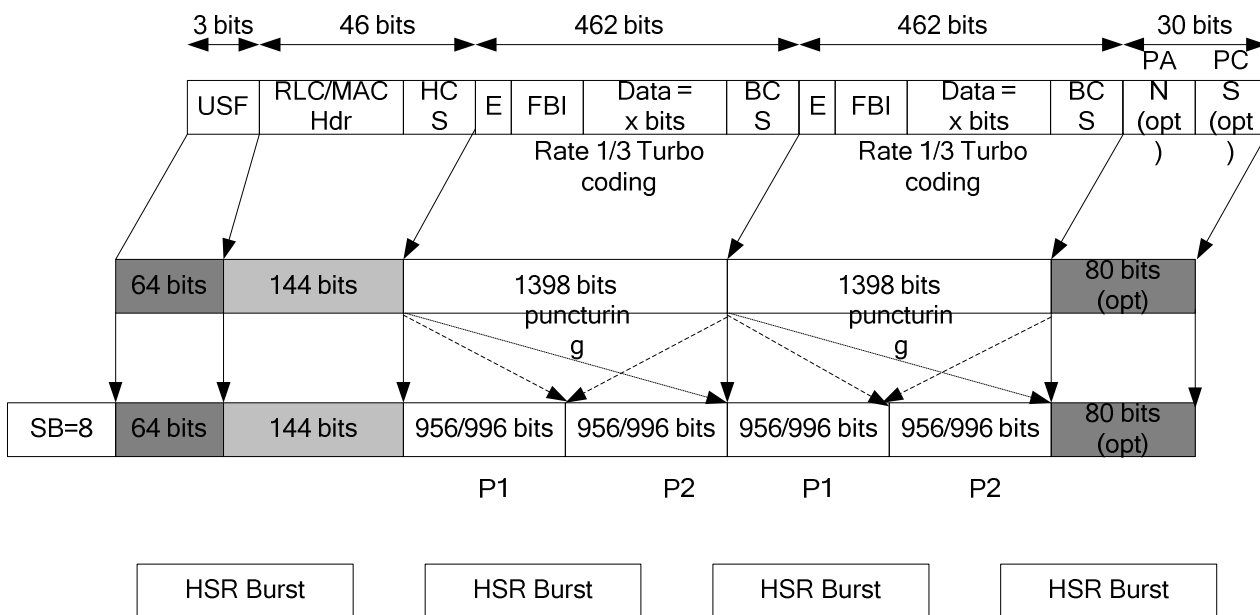 3 bits 46 bits 462 bits 462 bits 30 bits
USF RLC/MAC Hdr HC S E FBI Data = x bits BC S E FBI Data = x bits BC S PA N (opt ) PC S (opt )
Rate 1/3 Turbo coding Rate 1/3 Turbo coding
64 bits 144 bits 1398 bits 1398 bits 80 bits (opt)
puncturin g puncturin g
SB=8 64 bits 144 bits 956/996 bits 956/996 bits 956/996 bits 956/996 bits 80 bits (opt)
P1 P2 P1 P2
HSR Burst HSR Burst HSR Burst HSR Burst